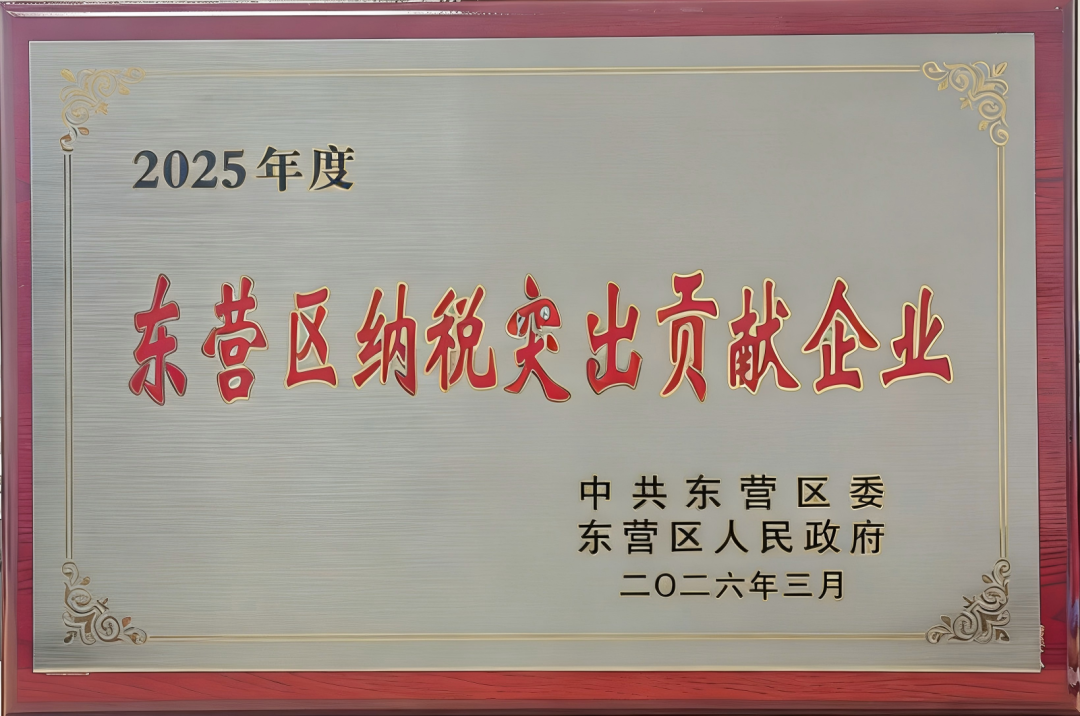 2025年度
东营区纳税突出贡献企业
中共东营区委
东营区人民政府
二〇二六年三月